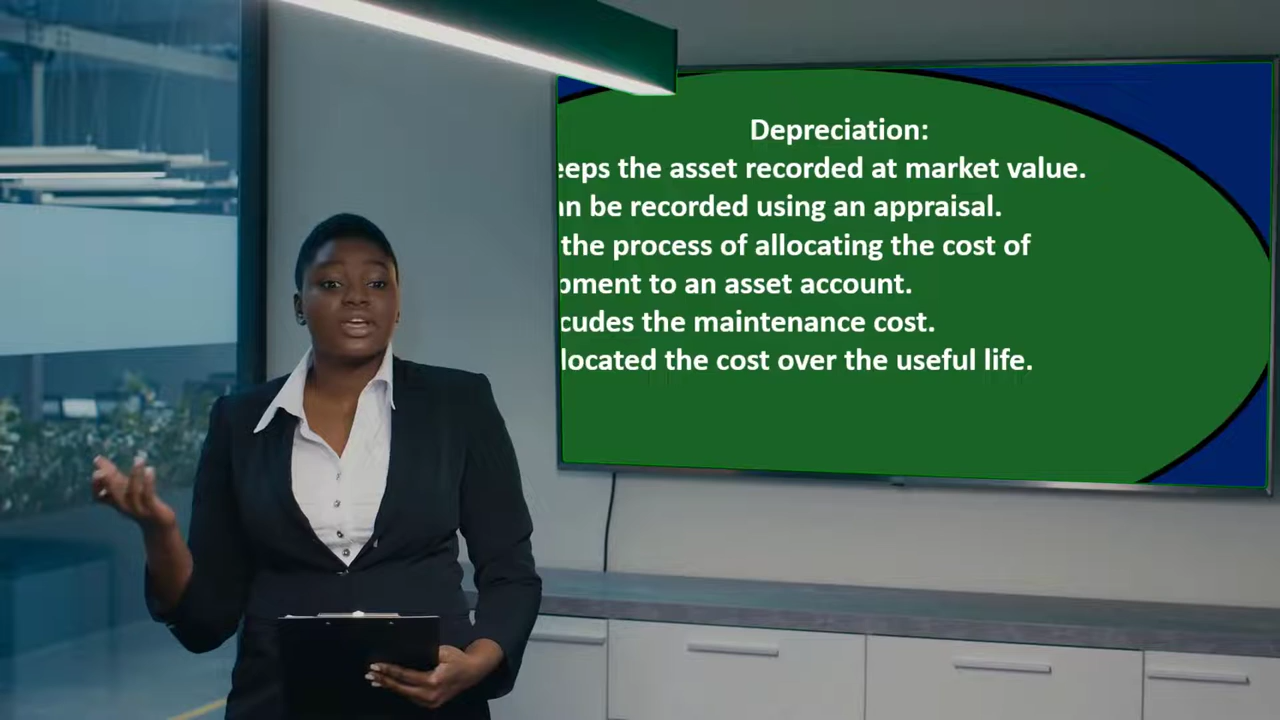 Depreciation:
eeps the asset recorded at market value.
an be recorded using an appraisal.
the process of allocating the cost of
pment to an asset account.
cudes the maintenance cost.
located the cost over the useful life.